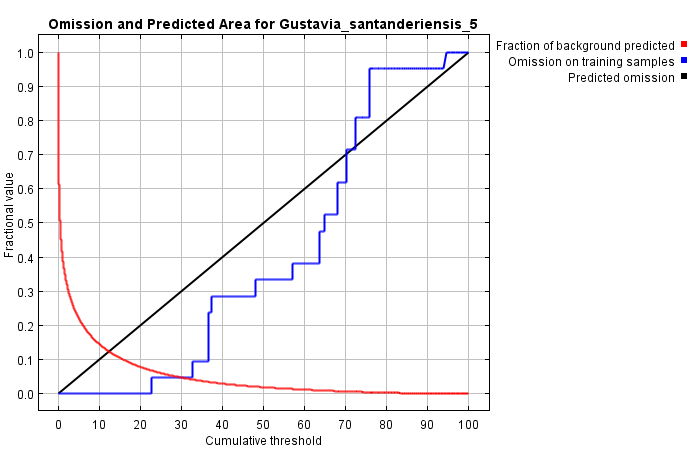 Omission and Predicted Area for Gustavia_santanderiensis_5
Fraction of background predicted
Omission on training samples
Predicted omission
Fractional value
1.0
0.9
0.8
0.7
0.6
0.5
0.4
0.3
0.2
0.1
0.0
0 10 20 30 40 50 60 70 80 90 100
Cumulative threshold